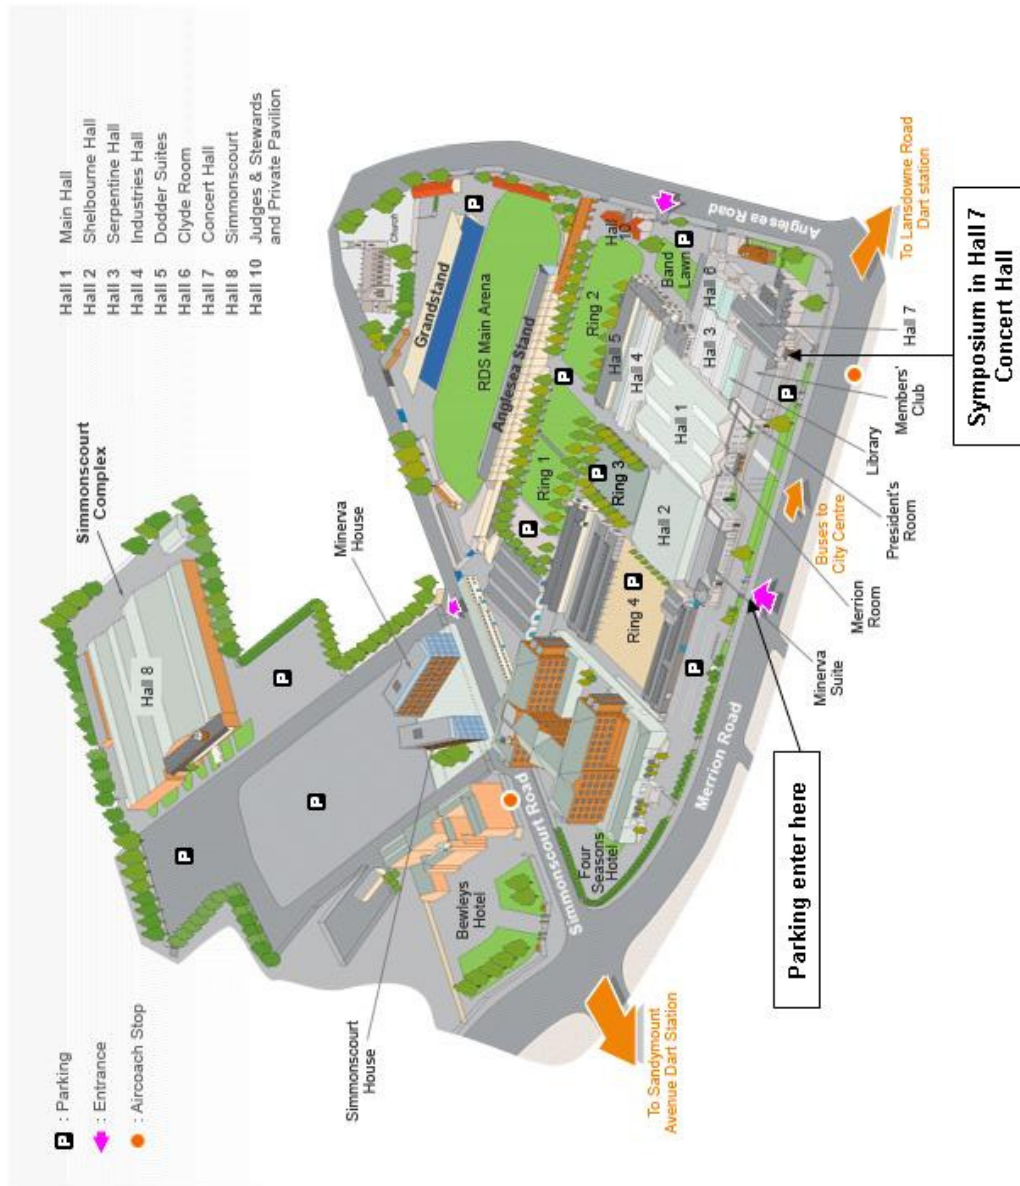 P : Parking
: Entrance
: Aircoach Stop
Hall 1 Main Hall
Hall 2 Shelbourne Hall
Hall 3 Serpentine Hall
Hall 4 Industries Hall
Hall 5 Dodder Suites
Hall 6 Clyde Room
Hall 7 Concert Hall
Hall 8 Simmonscourt
Hall 10 Judges & Stewards
and Private Pavilion
Simmonscourt
Complex
Hall 8
P
P
P
Minerva
House
Simmonscourt
House
Bewleys
Hotel
Simmonscourt Road
Four
Seasons
Hotel
Church
Grandstand
P
RDS Main Arena
Anglesea Stand
Ring 1
P
P
Ring 2
Ring 3
P
Ring 4
P
Hall
10
Band
Lawn
P
Hall 5
Hall 4
Hall 6
Hall 3
Hall 1
Hall 2
P
P
Anglesea Road
Merrion Road
To Sandymount
Avenue Dart Station
To Lansdowne Road
Dart station
Buses to
City Centre
Minerva
Suite
Merrion
Room
President's
Room
Library
Members'
Club
Hall 7
Parking enter here
Symposium in Hall 7
Concert Hall